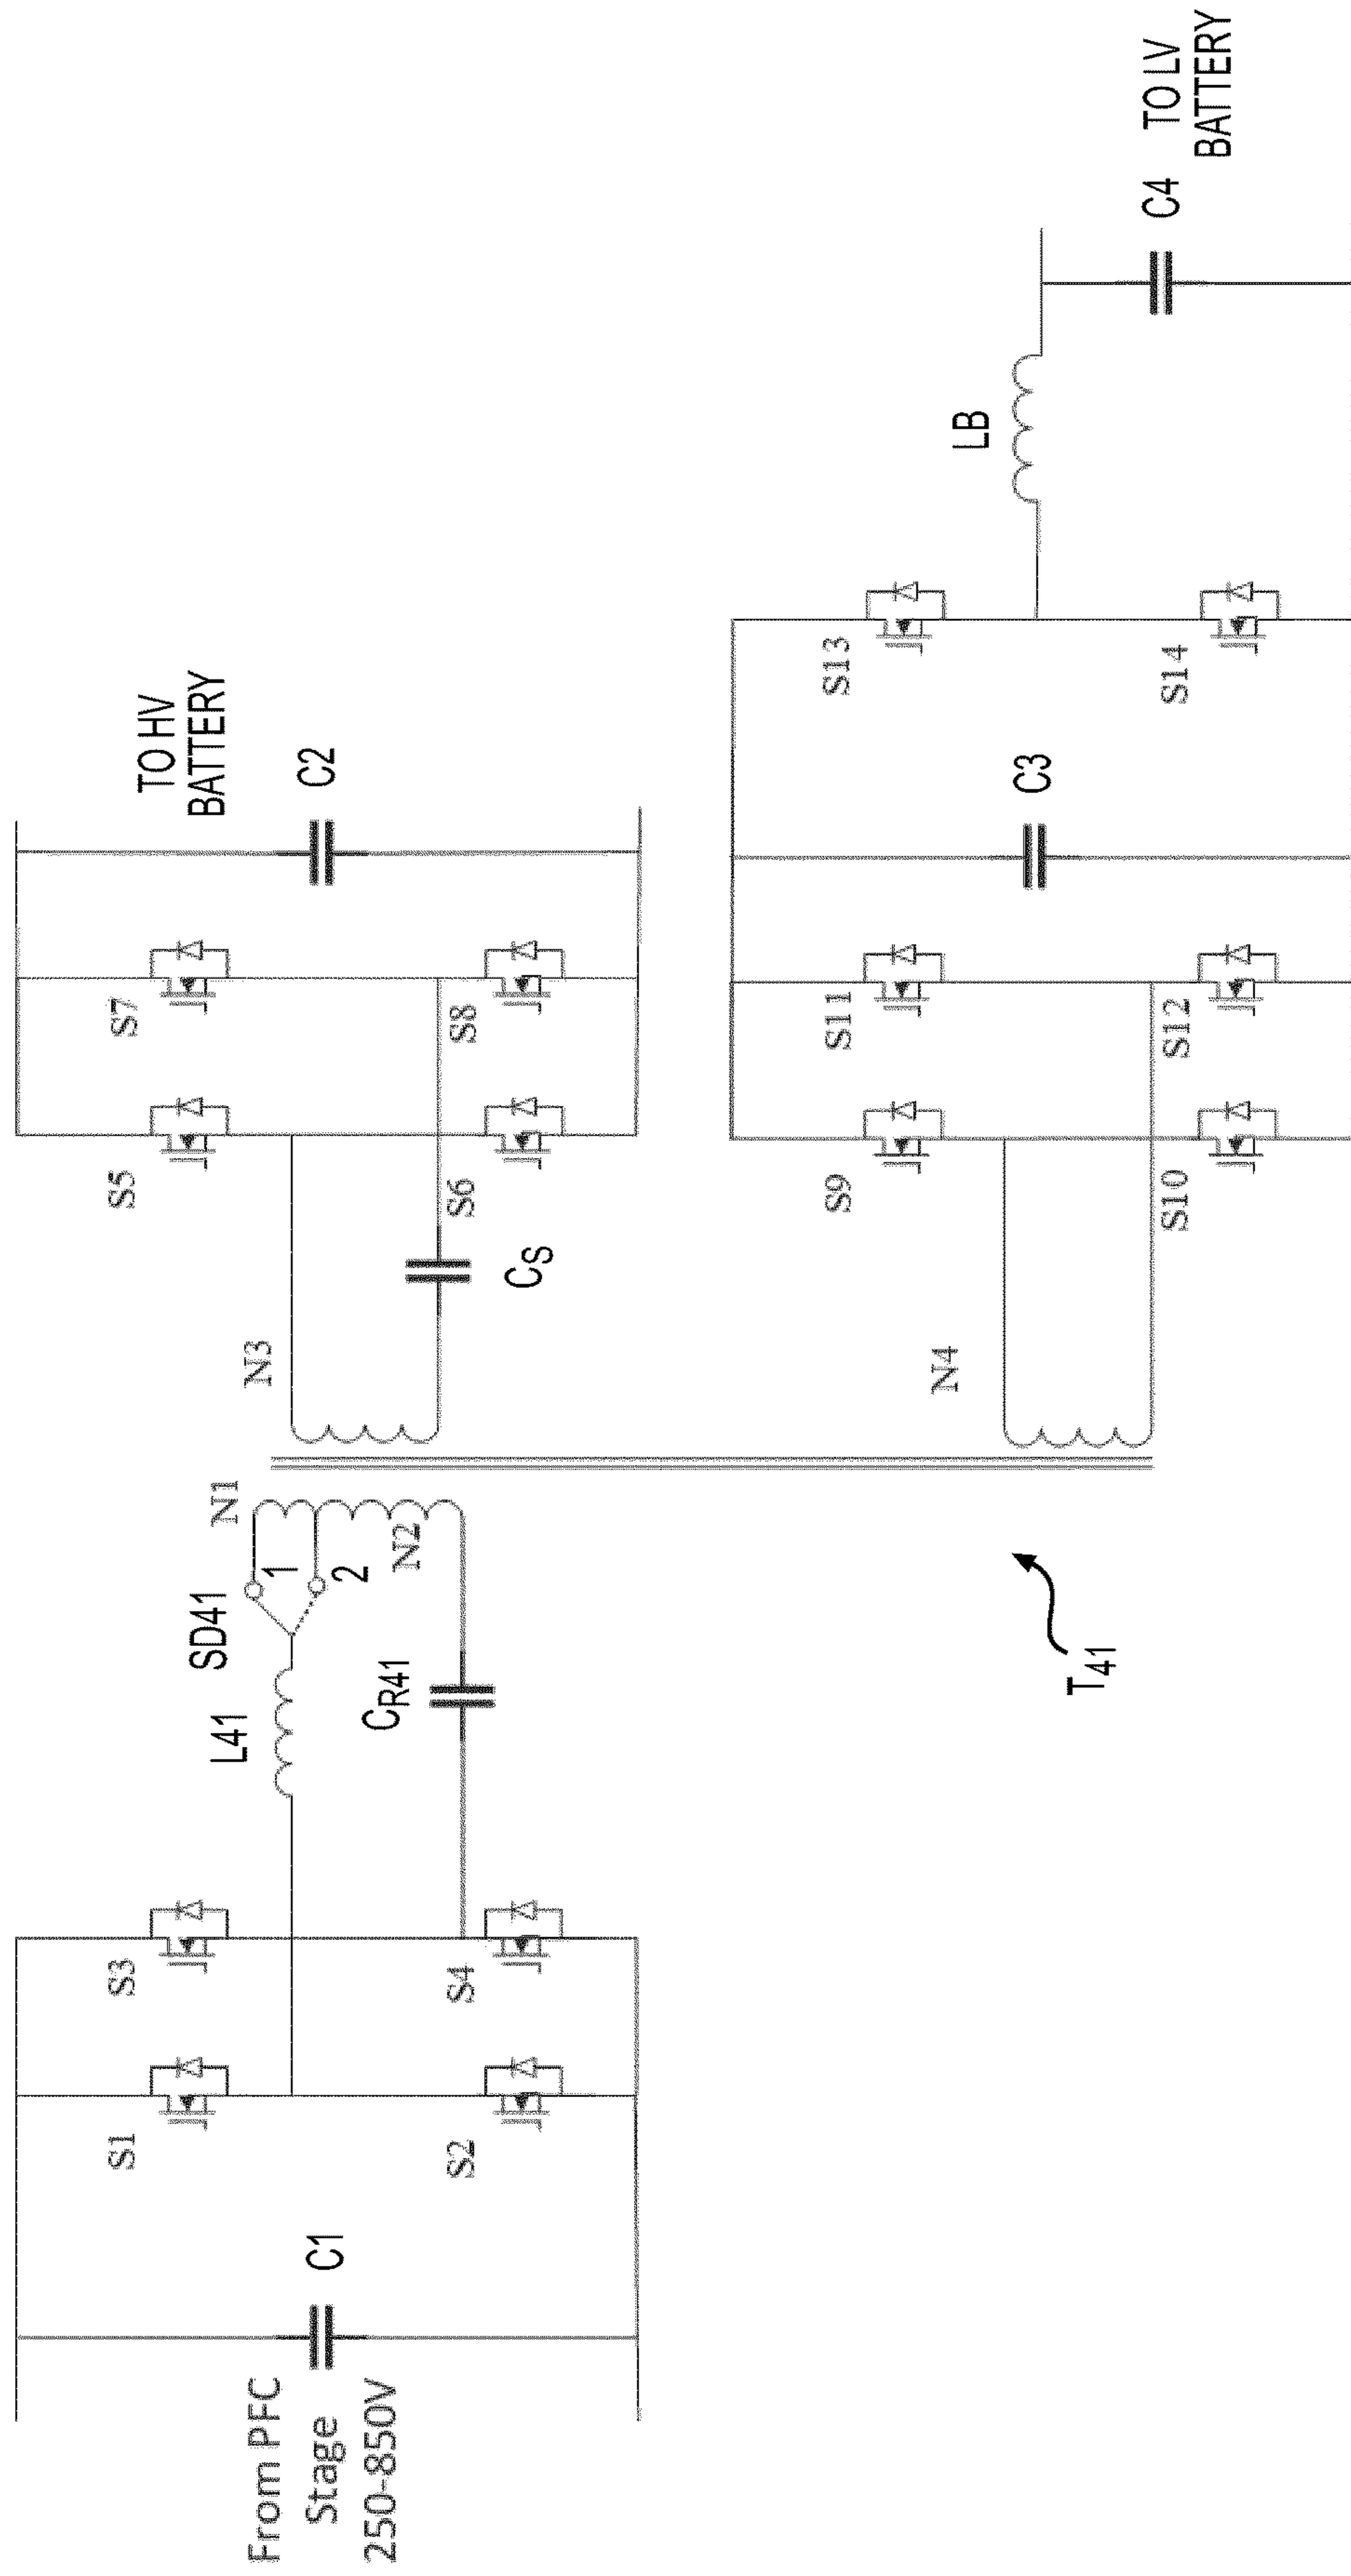 From PFC
Stage
250-850V
C1
S1
S2
S3
S4
L41
CR41
SD41
1
2
N1
N2
N3
CS
S5
S6
S7
S8
C2
TO HV
BATTERY
T41
N4
S9
S10
S11
S12
C3
S13
S14
LB
C4
TO LV
BATTERY